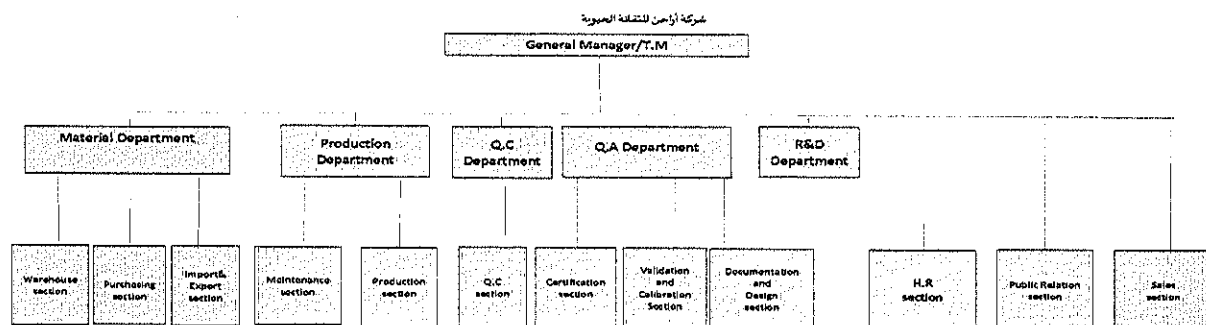 شركة أراجن للتقانة الحيوية
General Manager/T.M
Material Department
Production
Department
Q.C
Department
Q.A Department
R&D
Department
Warehouse
section
Purchasing
section
Import&
Export
section
Maintenance
section
Production
section
Q.C
section
Certification
section
Validation
and
Calibration
Section
Documentation
and
Design
section
H.R
section
Public Relation
section
Sales
section